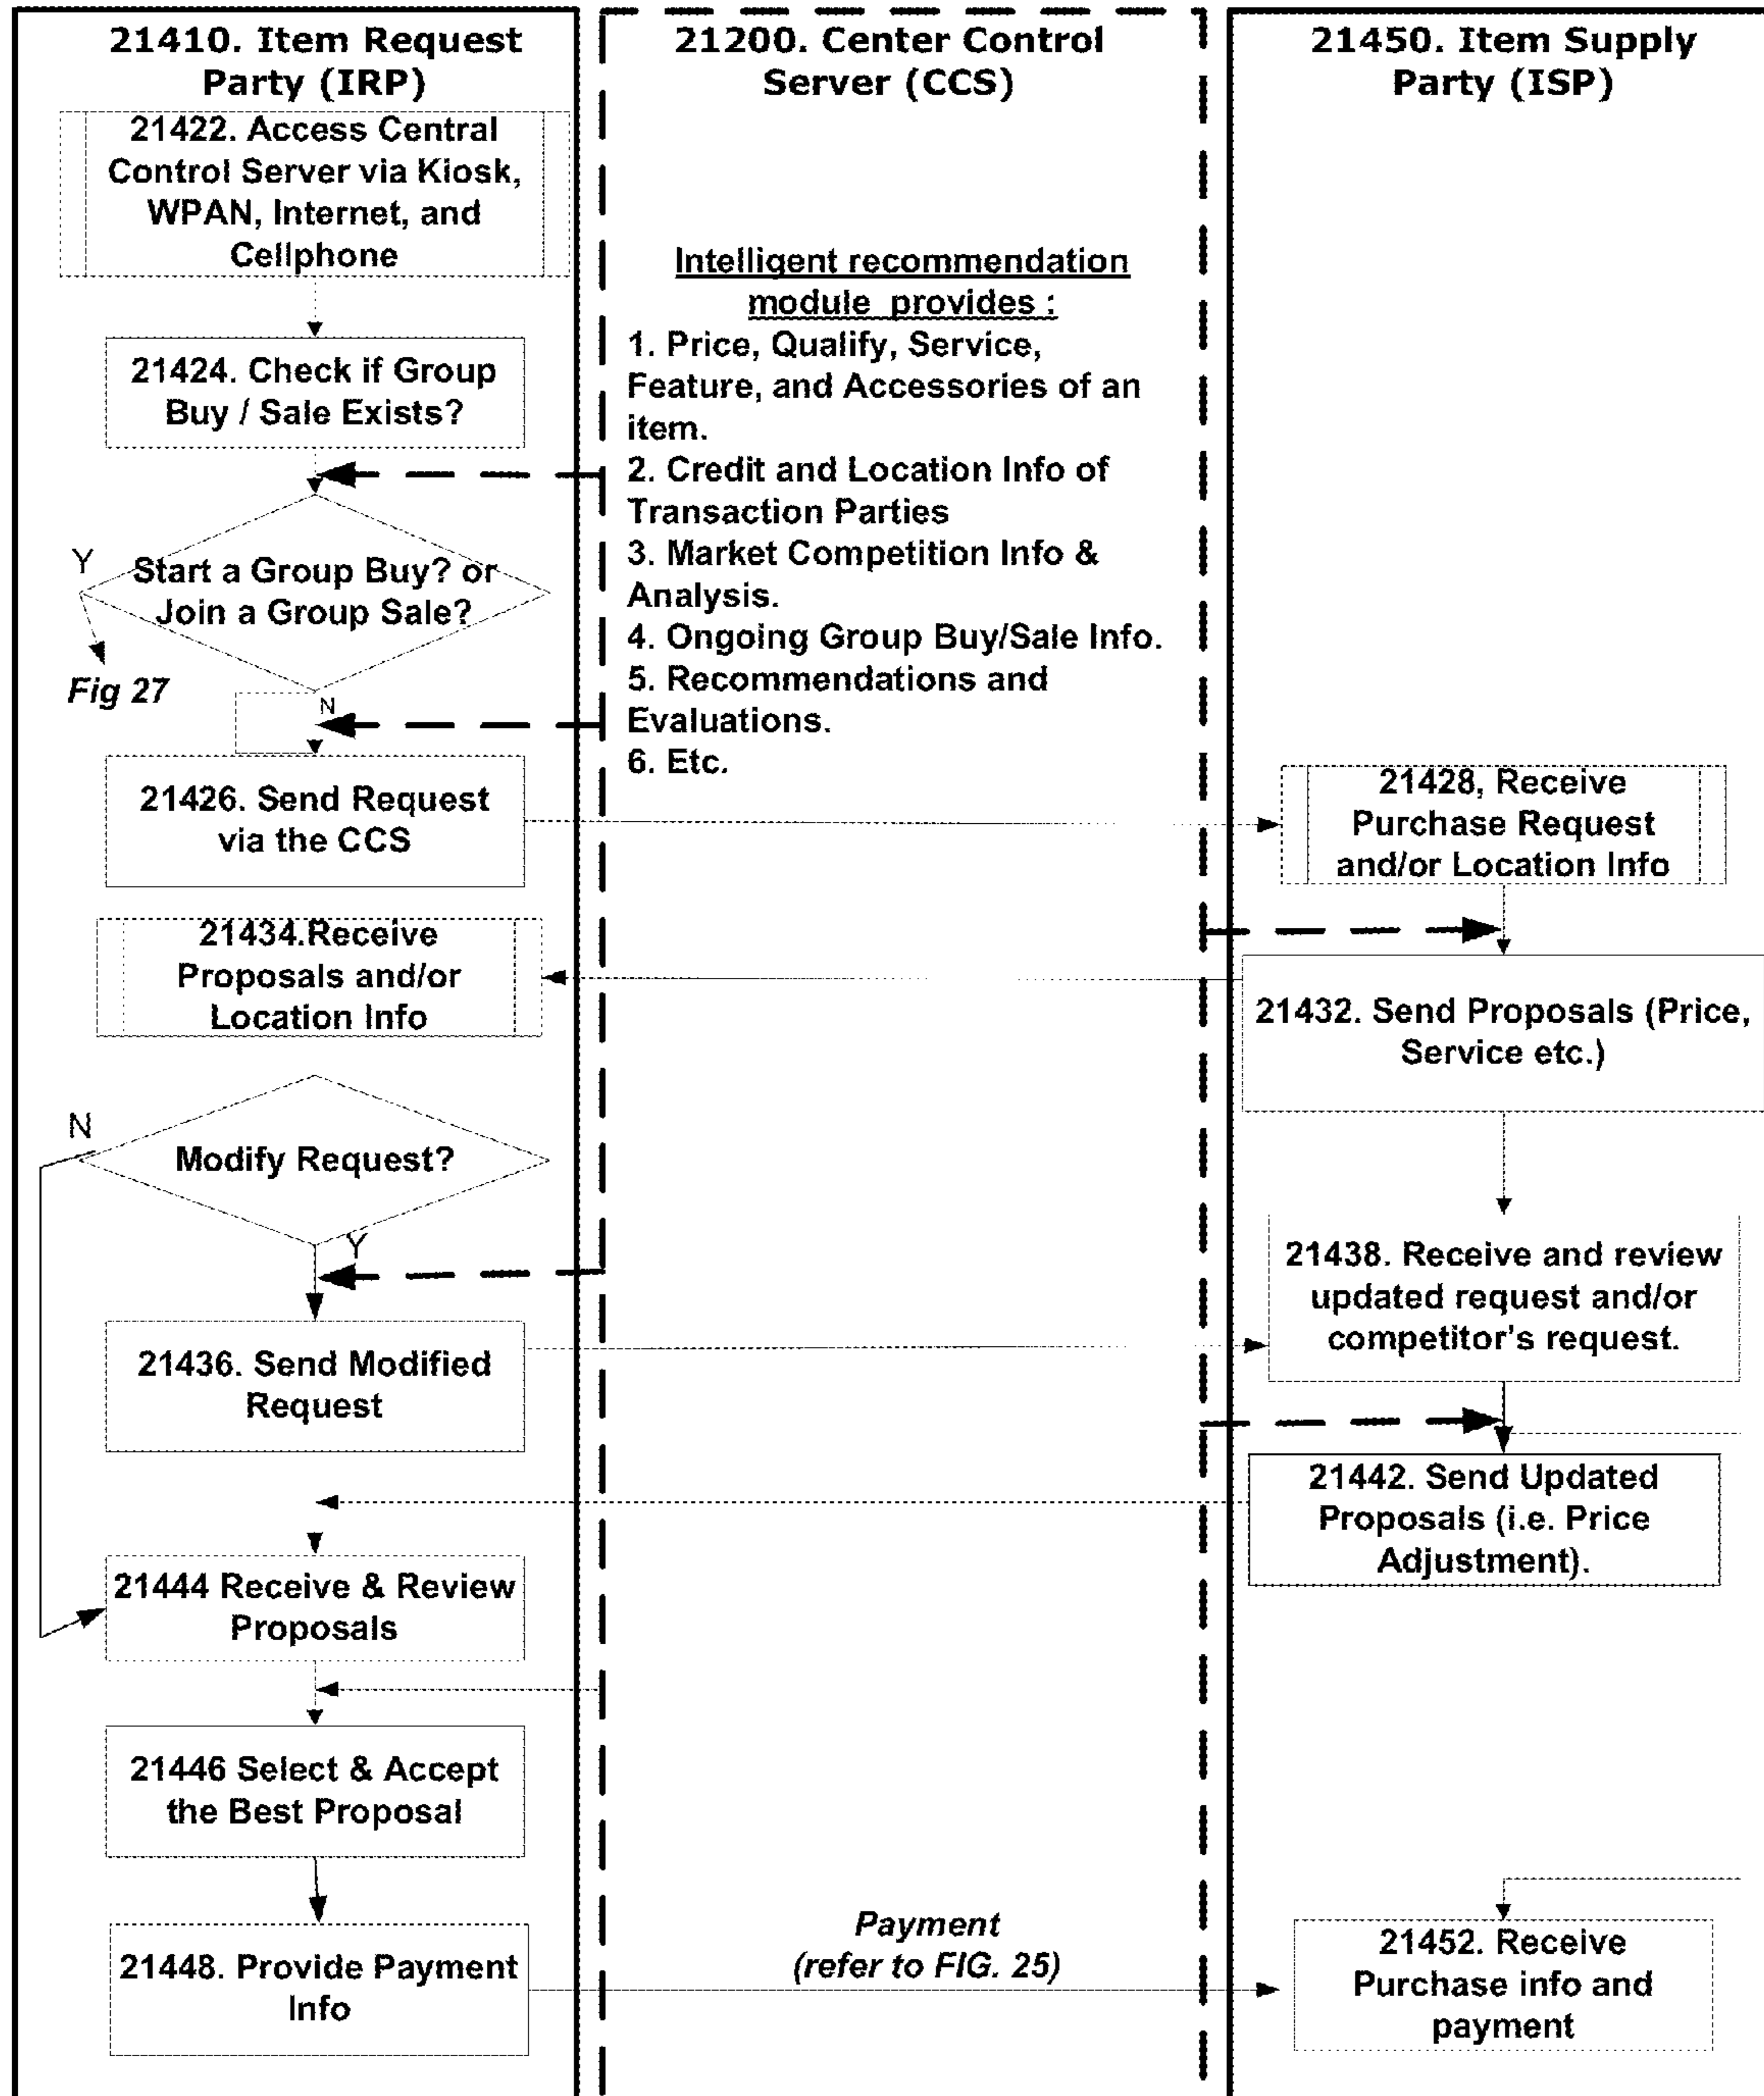 21410. Item Request
Party (IRP)
21422. Access Central
Control Server via Kiosk,
WPAN, Internet, and
Cellphone
21424. Check if Group
Buy / Sale Exists?
Y
Start a Group Buy? or
Join a Group Sale?
Fig 27
N
21426. Send Request
via the CCS
21434.Receive
Proposals and/or
Location Info
N
Modify Request?
Y
21436. Send Modified
Request
21444 Receive & Review
Proposals
21446 Select & Accept
the Best Proposal
21448. Provide Payment
Info
21200. Center Control
Server (CCS)
Intelligent recommendation
module provides :
1. Price, Qualify, Service,
Feature, and Accessories of an
item.
2. Credit and Location Info of
Transaction Parties
3. Market Competition Info &
Analysis.
4. Ongoing Group Buy/Sale Info.
5. Recommendations and
Evaluations.
6. Etc.
Payment
(refer to FIG. 25)
21450. Item Supply
Party (ISP)
21428, Receive
Purchase Request
and/or Location Info
21432. Send Proposals (Price,
Service etc.)
21438. Receive and review
updated request and/or
competitor's request.
21442. Send Updated
Proposals (i.e. Price
Adjustment).
21452. Receive
Purchase info and
payment